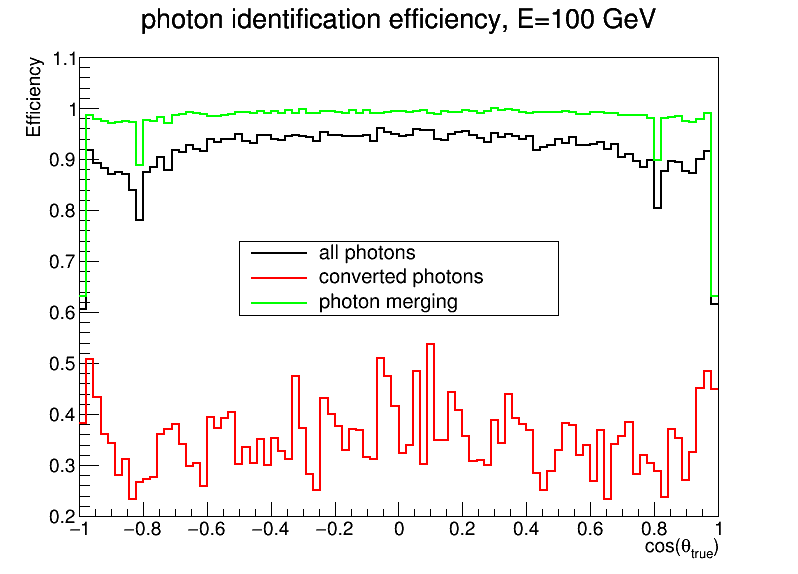 photon identification efficiency, E=100 GeV
Efficiency
1.1
1
0.9
0.8
0.7
0.6
0.5
0.4
0.3
0.2
all photons
converted photons
photon merging
−1 −0.8 −0.6 −0.4 −0.2 0 0.2 0.4 0.6 0.8 1
cos(θtrue)